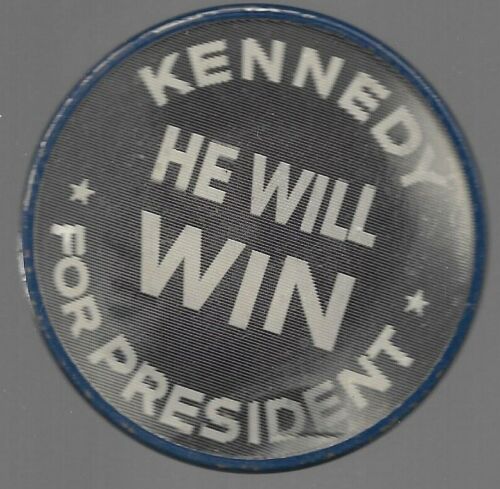 KENNEDY
HE WILL
WIN
★ FOR PRESIDENT ★